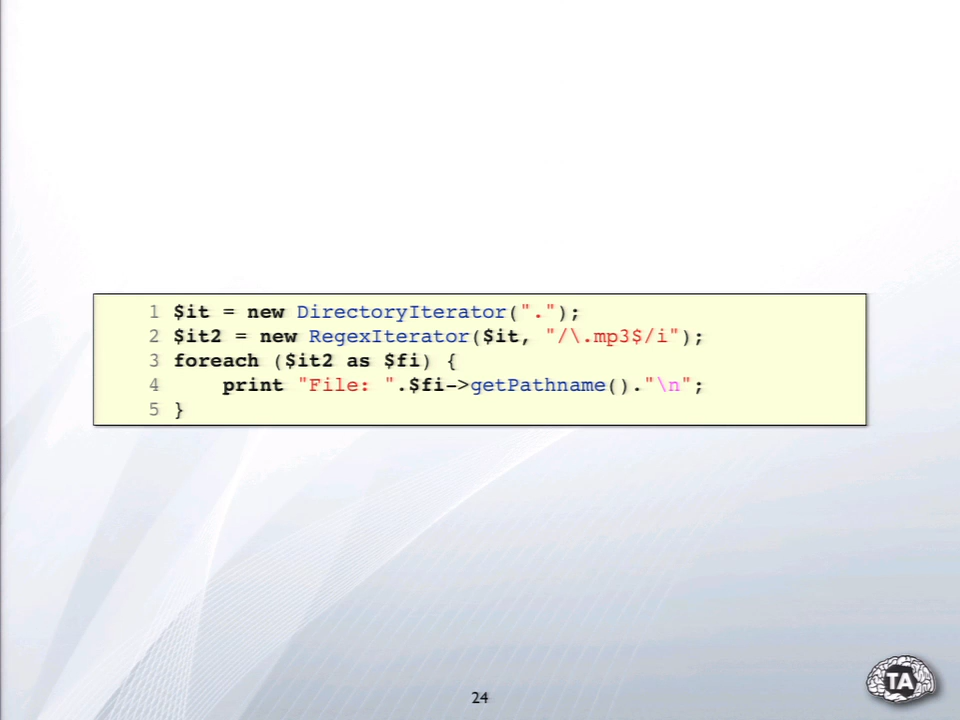 1 $it = new DirectoryIterator(".");
2 $it2 = new RegexIterator($it, "/\.mp3$/i");
3 foreach ($it2 as $fi) {
4     print "File: ".$fi->getPathname()."\n";
5 }
24
TA